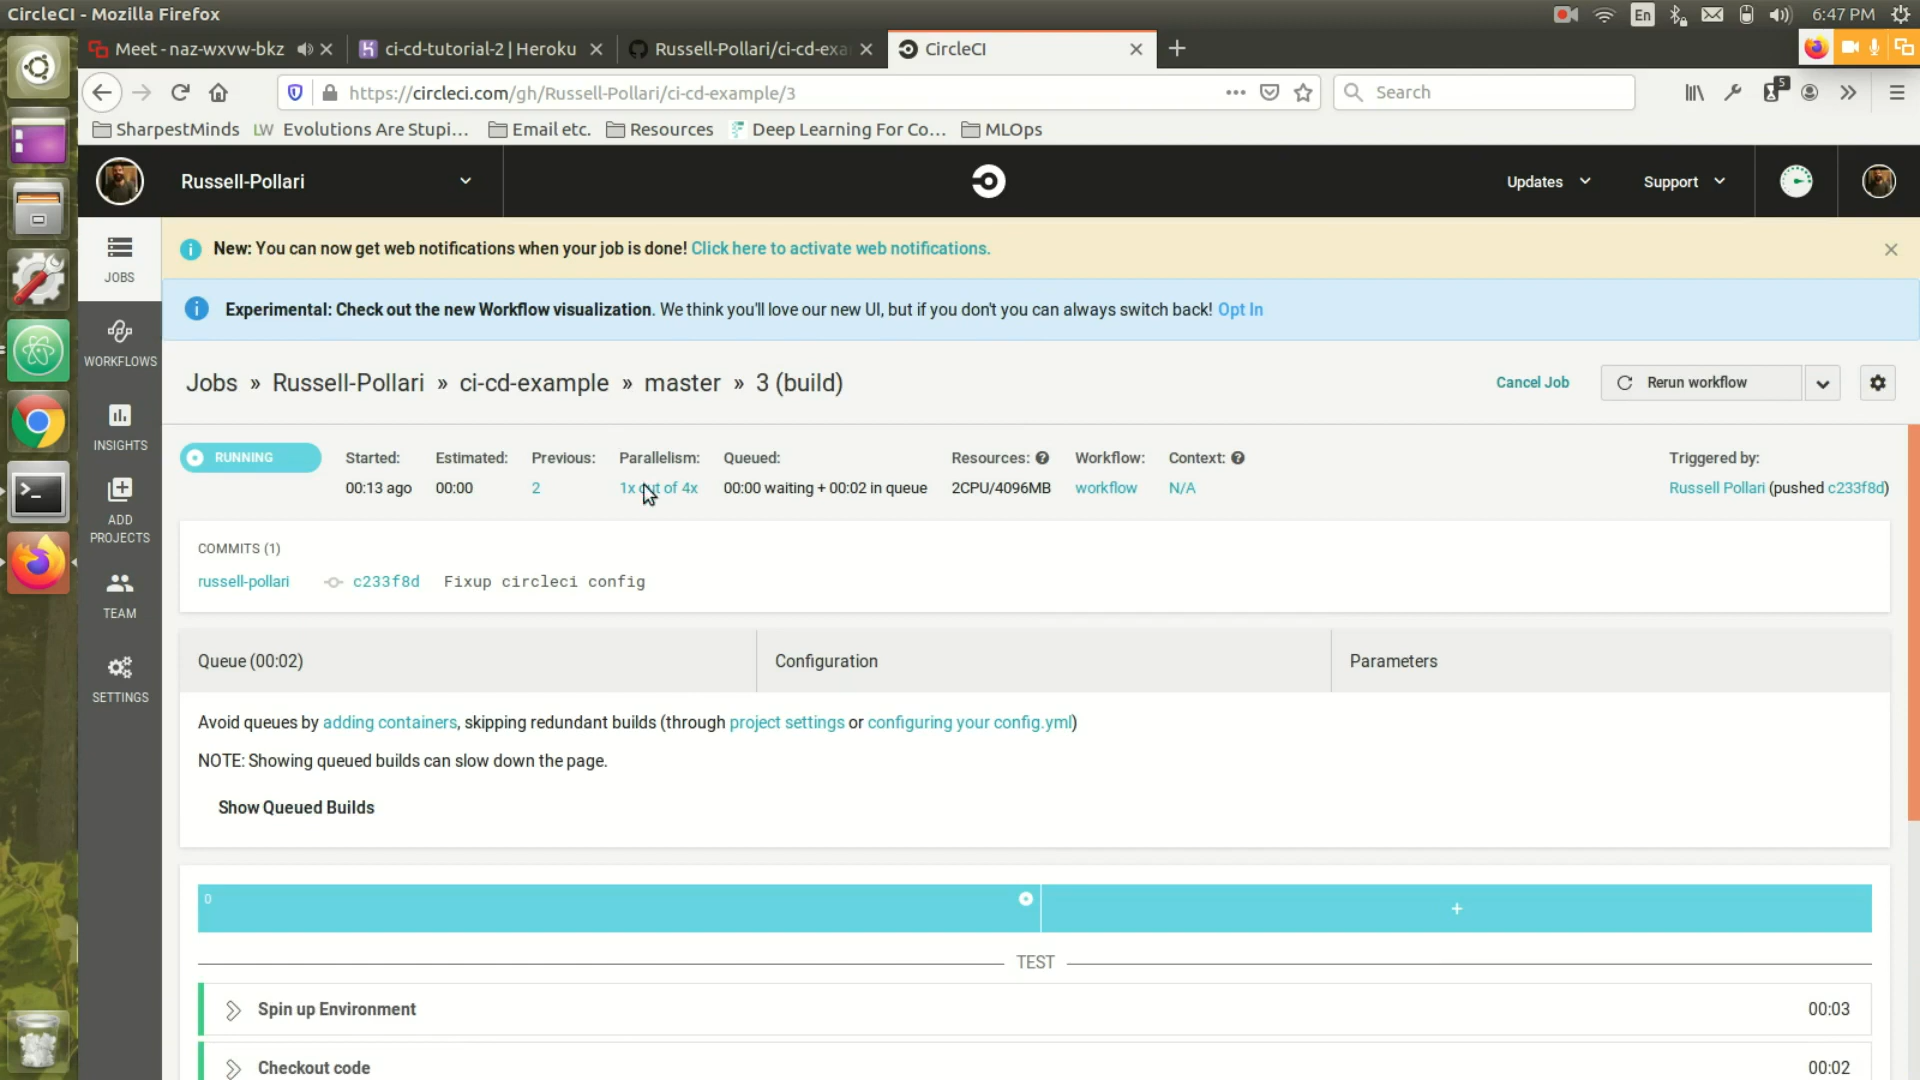 CircleCI - Mozilla Firefox
En
6:47 PM
Meet - naz-wxvw-bkz
ci-cd-tutorial-2 | Heroku
Russell-Pollari/ci-cd-exa
CircleCI
https://circleci.com/gh/Russell-Pollari/ci-cd-example/3
Search
5
SharpestMinds
LW Evolutions Are Stupi...
Email etc.
Resources
Deep Learning For Co...
MLOps
Russell-Pollari
Updates
Support
JOBS
WORKFLOWS
INSIGHTS
ADD PROJECTS
TEAM
SETTINGS
New: You can now get web notifications when your job is done! Click here to activate web notifications.
Experimental: Check out the new Workflow visualization. We think you'll love our new UI, but if you don't you can always switch back! Opt In
Jobs » Russell-Pollari » ci-cd-example » master » 3 (build)
Cancel Job
Rerun workflow
RUNNING
Started:
00:13 ago
Estimated:
00:00
Previous:
2
Parallelism:
1x out of 4x
Queued:
00:00 waiting + 00:02 in queue
Resources:
2CPU/4096MB
Workflow:
workflow
Context:
N/A
Triggered by:
Russell Pollari (pushed c233f8d)
COMMITS (1)
russell-pollari c233f8d Fixup circleci config
Queue (00:02)
Configuration
Parameters
Avoid queues by adding containers, skipping redundant builds (through project settings or configuring your config.yml)
NOTE: Showing queued builds can slow down the page.
Show Queued Builds
0
+
TEST
Spin up Environment
00:03
Checkout code
00:02